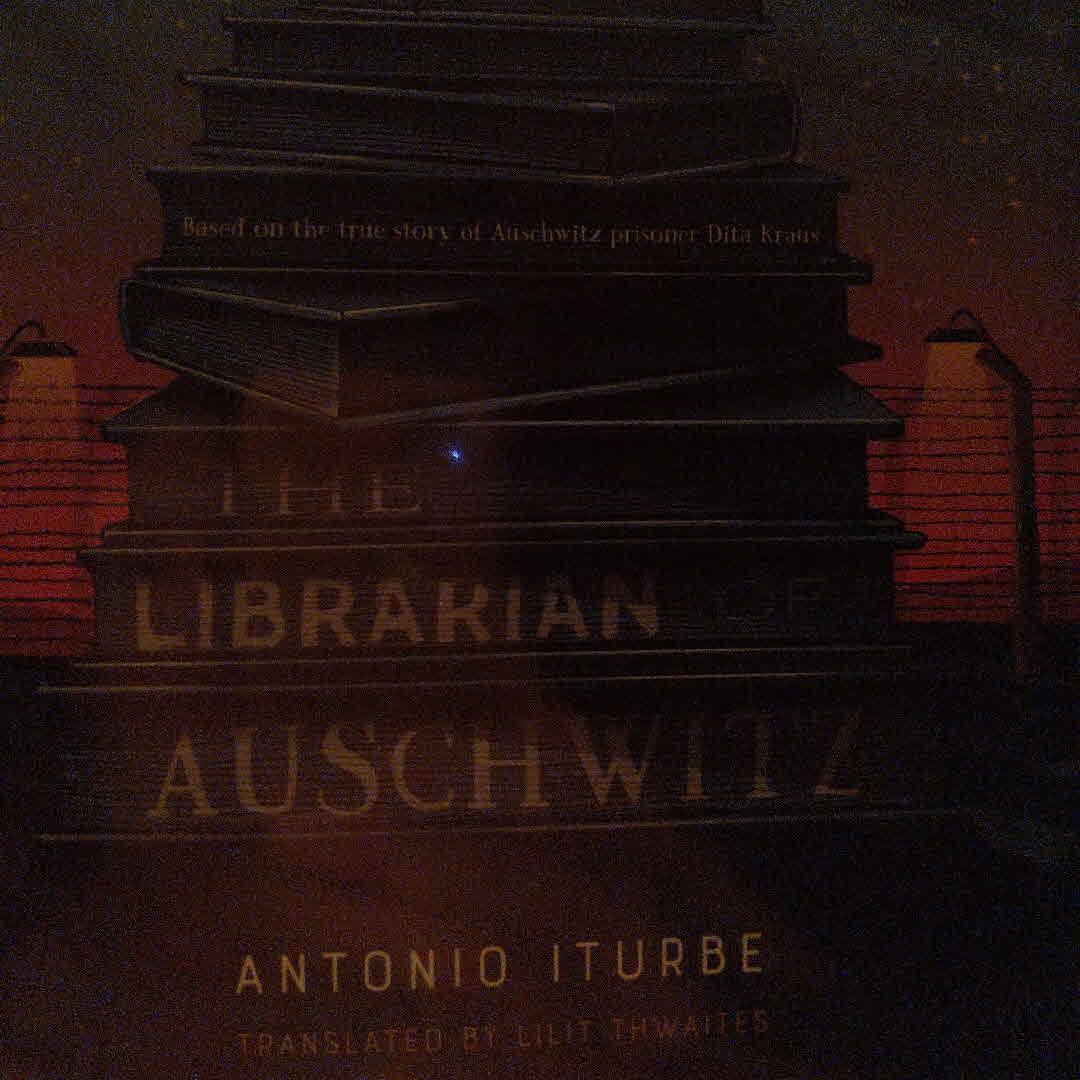 Based on the true story of Auschwitz prisoner Dita Kraus
THE
LIBRARIAN OF
AUSCHWITZ
ANTONIO ITURBE
TRANSLATED BY LILIT THWAITES